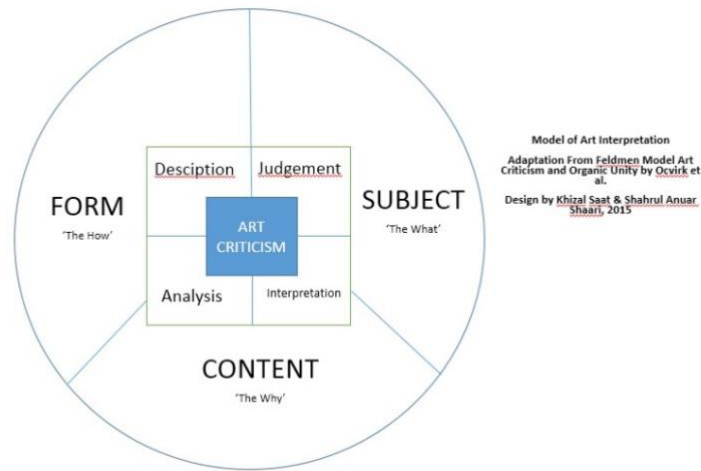 Desciption
Judgement
FORM
'The How'
ART
CRITICISM
SUBJECT
'The What'
Analysis
Interpretation
CONTENT
'The Why'
Model of Art Interpretation
Adaptation From Feldmen Model Art
Criticism and Organic Unity by Ocvirk et
al.
Design by Khizal Saat & Shahrul Anuar
Shaari, 2015